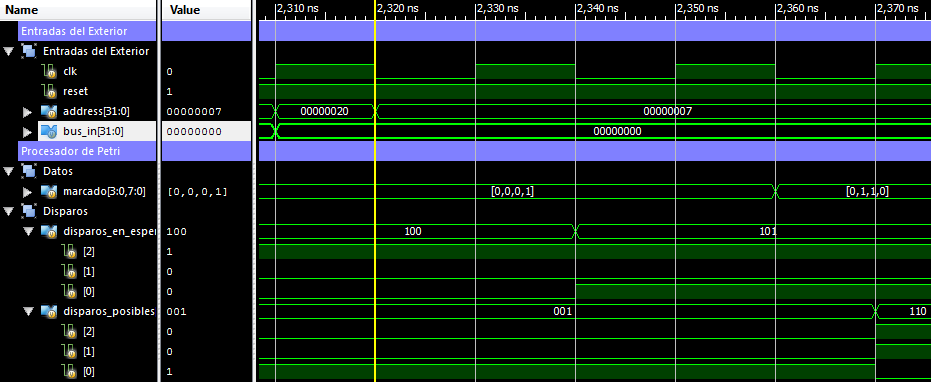 Name Value 2,310 ns 2,320 ns 2,330 ns 2,340 ns 2,350 ns 2,360 ns 2,370 ns
Entradas del Exterior
Entradas del Exterior
clk 0
reset 1
address[31:0] 00000007 00000020 00000007
bus_in[31:0] 00000000 00000000
Procesador de Petri
Datos
marcado[3:0,7:0] [0,0,0,1] [0,0,0,1] [0,1,1,0]
Disparos
disparos_en_esper 100 100 101
[2] 1
[1] 0
[0] 0
disparos_posibles 001 001 110
[2] 0
[1] 0
[0] 1